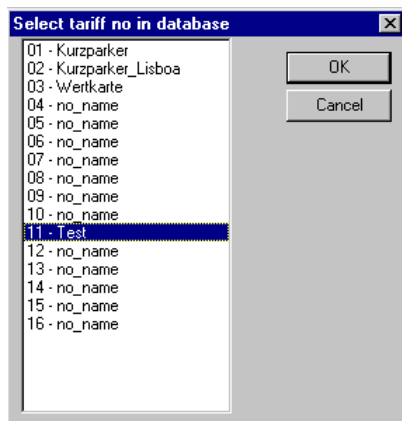 Select tariff no in database
01 - Kurzparker
02 - Kurzparker_Lisboa
03 - Wertkarte
04 - no_name
05 - no_name
06 - no_name
07 - no_name
08 - no_name
09 - no_name
10 - no_name
11 - Test
12 - no_name
13 - no_name
14 - no_name
15 - no_name
16 - no_name
OK
Cancel